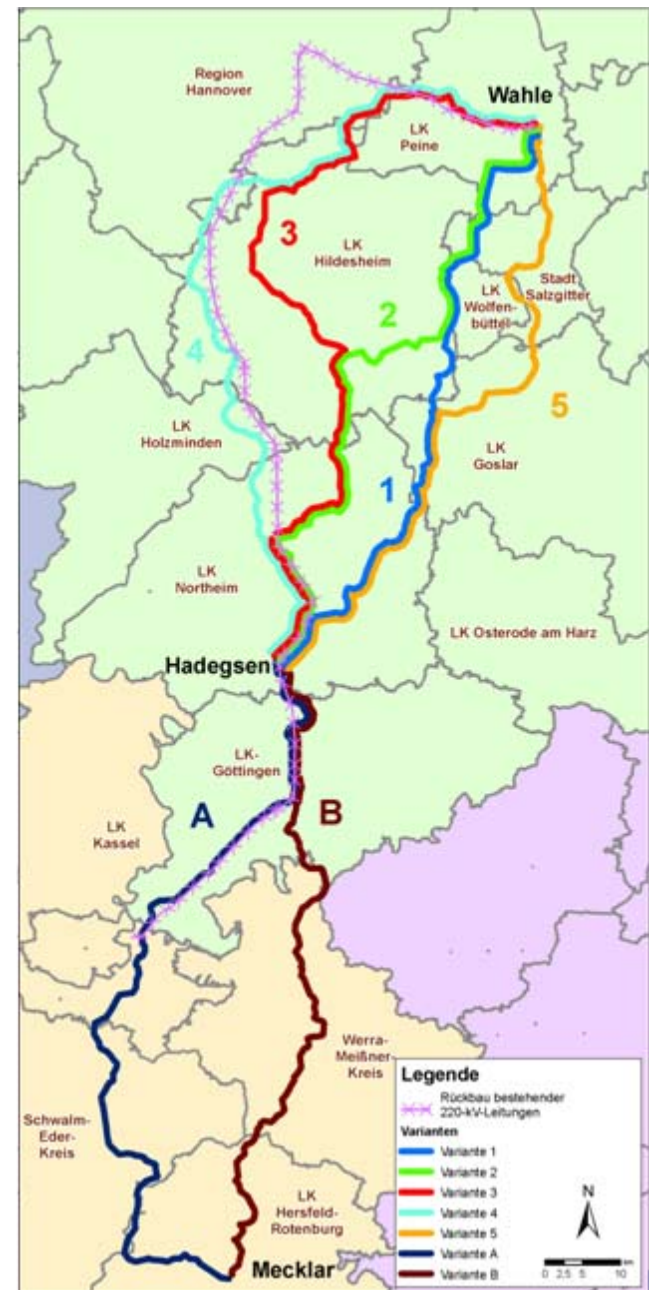 Region
Hannover
Wahle
LK
Peine
3
LK
Hildesheim
LK
Wolfen-
büttel
Stadt
Salzgitter
2
4
5
LK
Holzminden
LK
Goslar
1
LK
Northeim
LK Osterode am Harz
Hadegsen
LK-
Göttingen
A
B
LK
Kassel
Werra-
Meißner
Kreis
Schwalm-
Eder-
Kreis
LK
Hersfeld-
Rotenburg
Mecklar
Legende
Rückbau bestehender
220-kV-Leitungen
Varianten
Variante 1
Variante 2
Variante 3
Variante 4
Variante 5
Variante A
Variante B
N
0 2,5 5 10 km